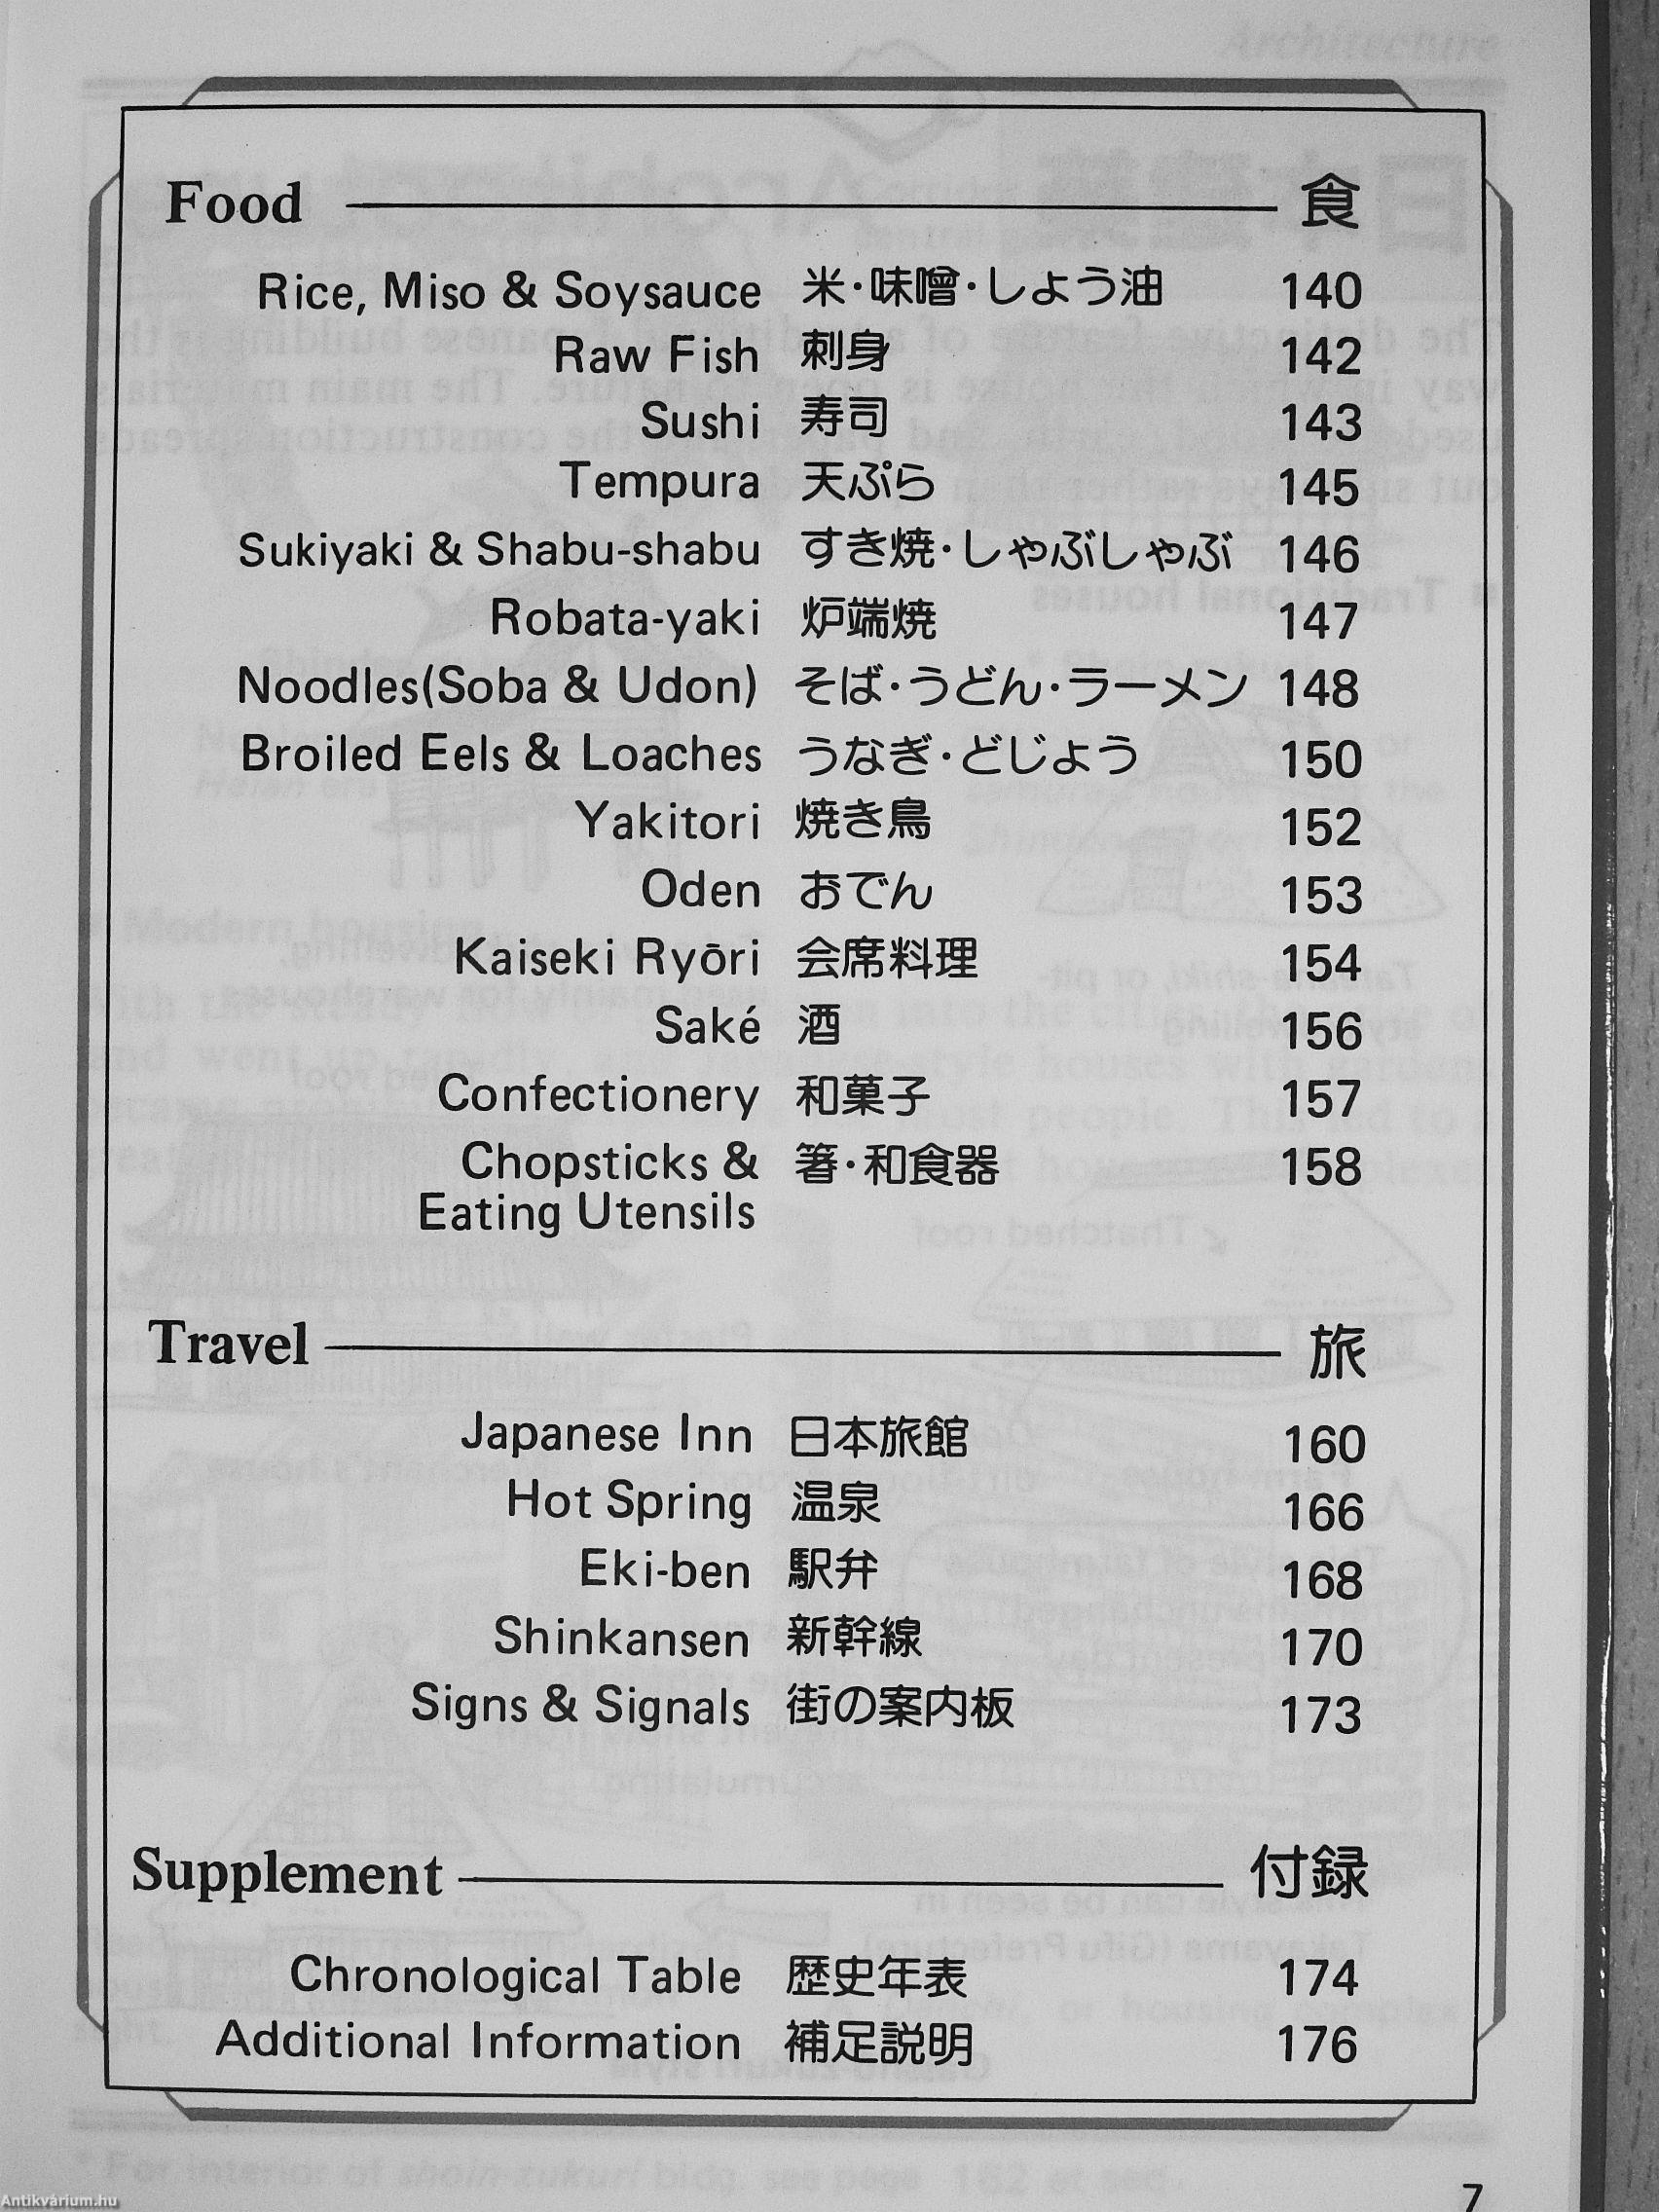 Food 食
Rice, Miso & Soysauce 米・味噌・しょう油 140
Raw Fish 刺身 142
Sushi 寿司 143
Tempura 天ぷら 145
Sukiyaki & Shabu-shabu すき焼・しゃぶしゃぶ 146
Robata-yaki 炉端焼 147
Noodles(Soba & Udon) そば・うどん・ラーメン 148
Broiled Eels & Loaches うなぎ・どじょう 150
Yakitori 焼き鳥 152
Oden おでん 153
Kaiseki Ryōri 会席料理 154
Saké 酒 156
Confectionery 和菓子 157
Chopsticks & 箸・和食器 158
Eating Utensils
Travel 旅
Japanese Inn 日本旅館 160
Hot Spring 温泉 166
Eki-ben 駅弁 168
Shinkansen 新幹線 170
Signs & Signals 街の案内板 173
Supplement 付録
Chronological Table 歴史年表 174
Additional Information 補足説明 176
7
Antikvárium.hu